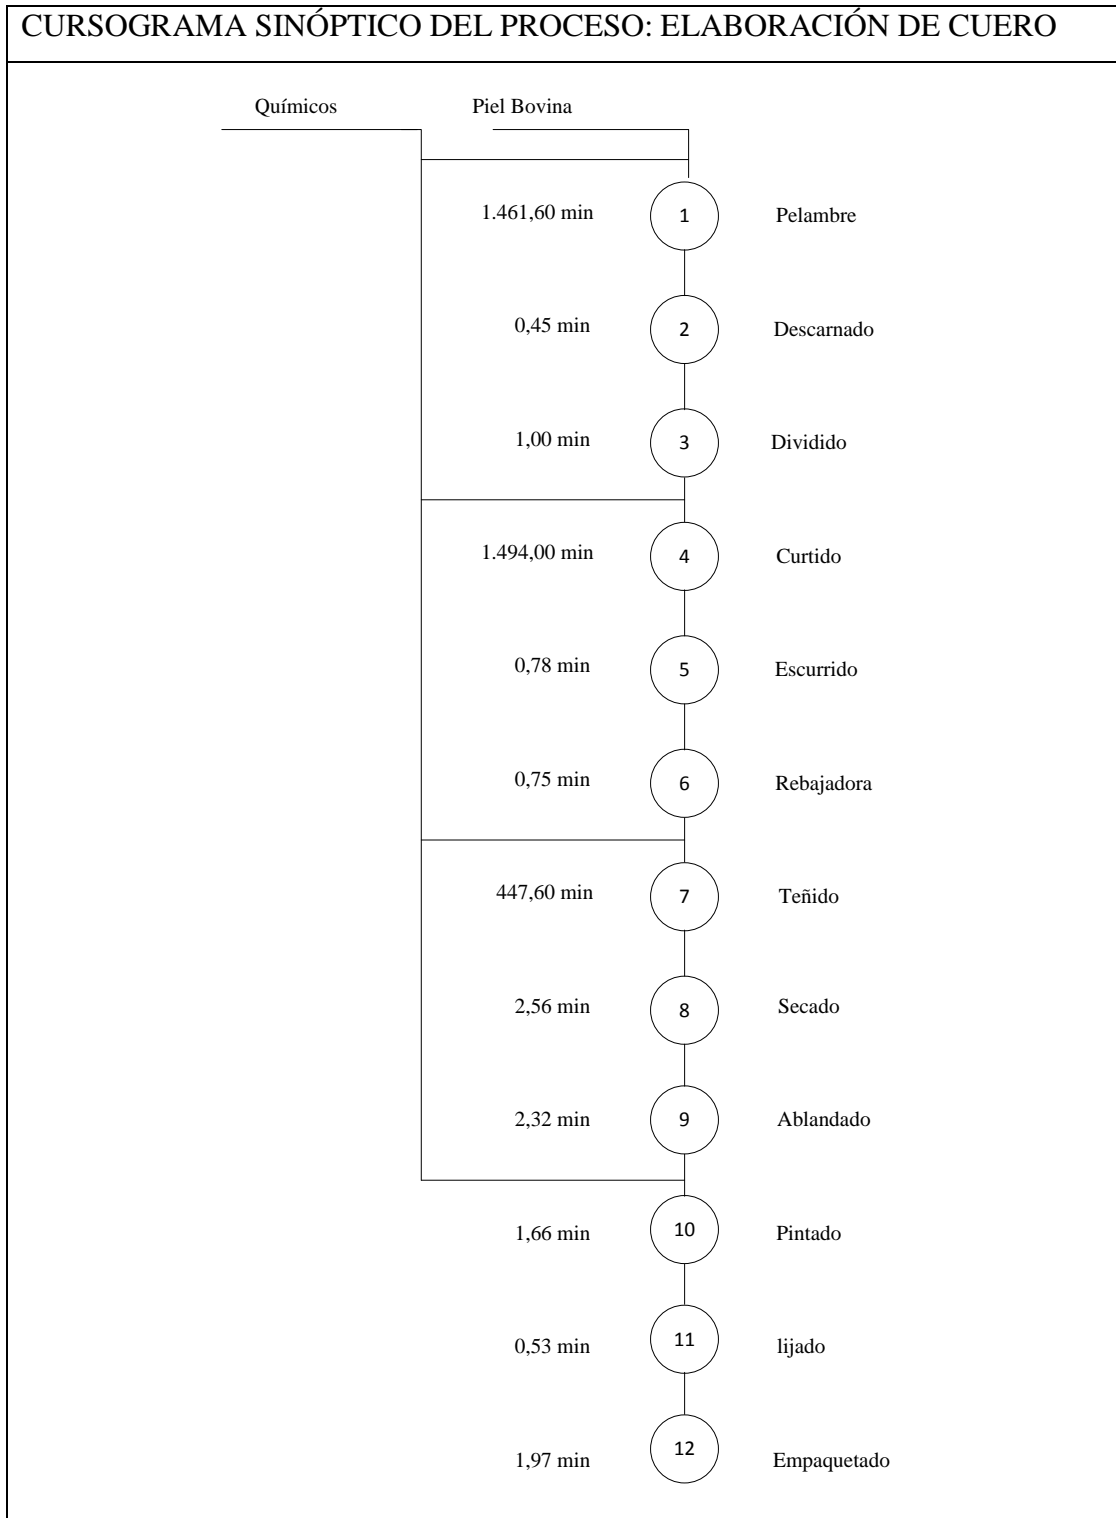 CURSOGRAMA SINÓPTICO DEL PROCESO: ELABORACIÓN DE CUERO
Químicos Piel Bovina
1.461,60 min 1 Pelambre
0,45 min 2 Descarnado
1,00 min 3 Dividido
1.494,00 min 4 Curtido
0,78 min 5 Escurrido
0,75 min 6 Rebajadora
447,60 min 7 Teñido
2,56 min 8 Secado
2,32 min 9 Ablandado
1,66 min 10 Pintado
0,53 min 11 lijado
1,97 min 12 Empaquetado